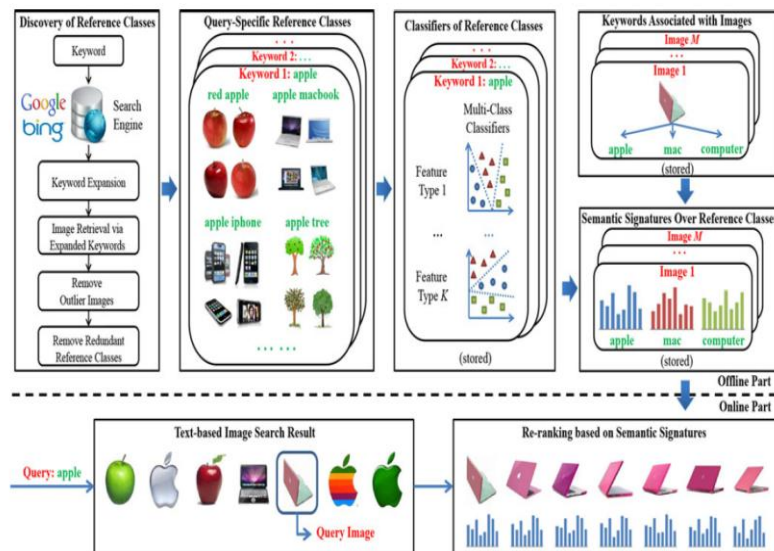 Discovery of Reference Classes
Keyword
Google
bing
Search
Engine
Keyword Expansion
Image Retrieval via
Expanded Keywords
Remove
Outlier Images
Remove Redundant
Reference Classes
Query-Specific Reference Classes
. . .
Keyword 2: . . .
Keyword 1: apple
red apple
apple macbook
apple iphone
apple tree
... ...
Classifiers of Reference Classes
. . .
Keyword 2: . . .
Keyword 1: apple
Multi-Class
Classifiers
Feature
Type 1
...
...
Feature
Type K
(stored)
Keywords Associated with Images
Image M
. . .
Image 1
apple
mac
computer
(stored)
Semantic Signatures Over Reference Classes
Image M
. . .
Image 1
apple
mac
computer
(stored)
Offline Part
Online Part
Query: apple
Text-based Image Search Result
Query Image
Re-ranking based on Semantic Signatures